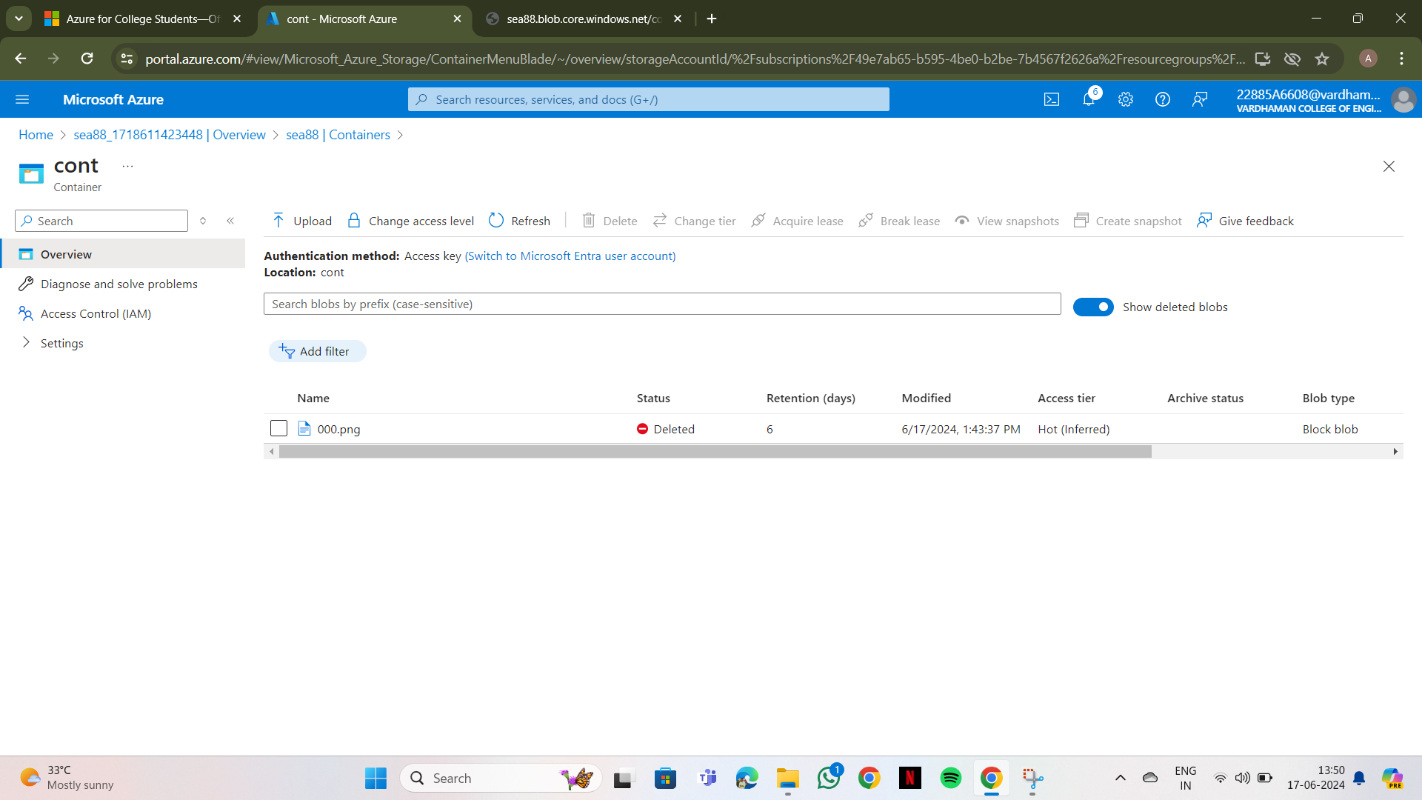 Azure for College Students—Of
cont - Microsoft Azure
sea88.blob.core.windows.net/co
portal.azure.com/#view/Microsoft_Azure_Storage/ContainerMenuBlade/~/overview/storageAccountId/%2Fsubscriptions%2F49e7ab65-b595-4be0-b2be-7b4567f2626a%2Fresourcegroups%2F...
A
Microsoft Azure
Search resources, services, and docs (G+/)
6
22885A6608@vardham...
VARDHAMAN COLLEGE OF ENGI...
Home > sea88_1718611423448 | Overview > sea88 | Containers >
cont ...
Container
Search
Upload Change access level Refresh Delete Change tier Acquire lease Break lease View snapshots Create snapshot Give feedback
Overview
Diagnose and solve problems
Access Control (IAM)
Settings
Authentication method: Access key (Switch to Microsoft Entra user account)
Location: cont
Search blobs by prefix (case-sensitive)
Show deleted blobs
Add filter
Name Status Retention (days) Modified Access tier Archive status Blob type
000.png Deleted 6 6/17/2024, 1:43:37 PM Hot (Inferred) Block blob
33°C
Mostly sunny
Search
1
N
ENG
IN
13:50
17-06-2024
PRE